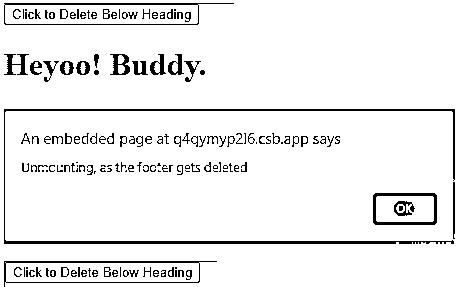 Click to Delete Below Heading
Heyoo! Buddy.
An embedded page at q4qymyp2l6.csb.app says
Unmounting, as the footer gets deleted
OK
Click to Delete Below Heading